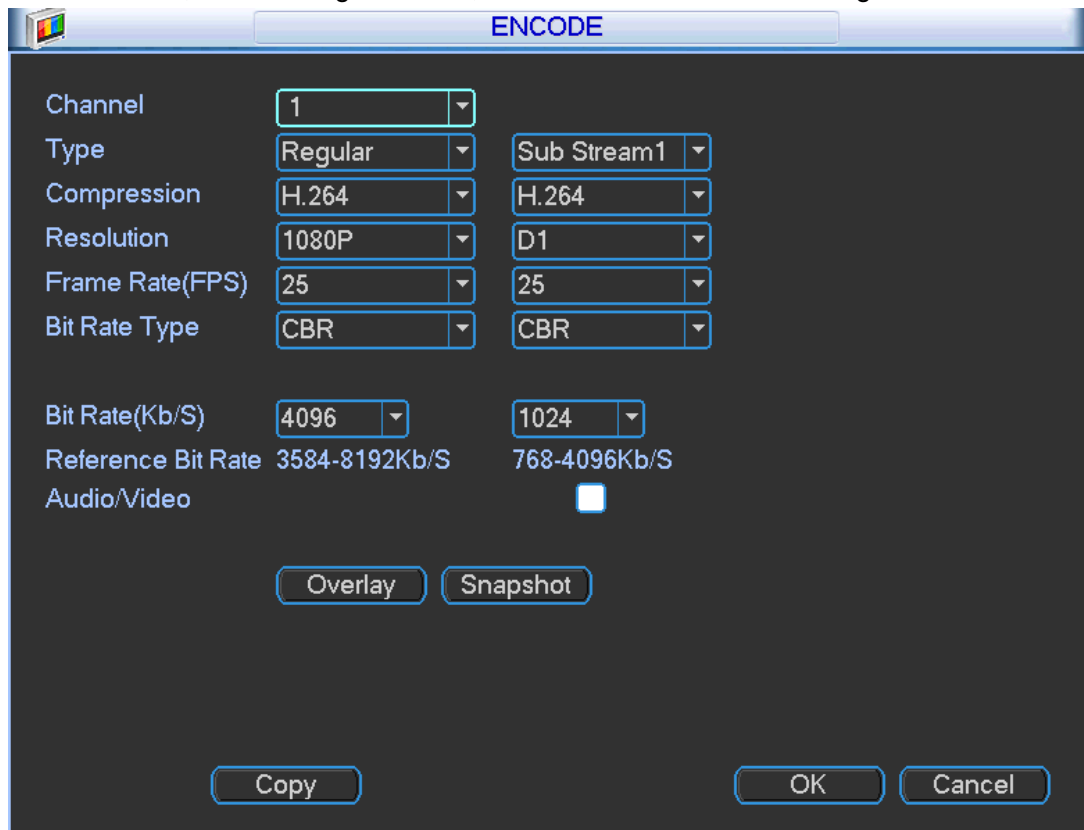 ENCODE
Channel 1
Type Regular Sub Stream1
Compression H.264 H.264
Resolution 1080P D1
Frame Rate(FPS) 25 25
Bit Rate Type CBR CBR
Bit Rate(Kb/S) 4096 1024
Reference Bit Rate 3584-8192Kb/S 768-4096Kb/S
Audio/Video
Overlay Snapshot
Copy OK Cancel